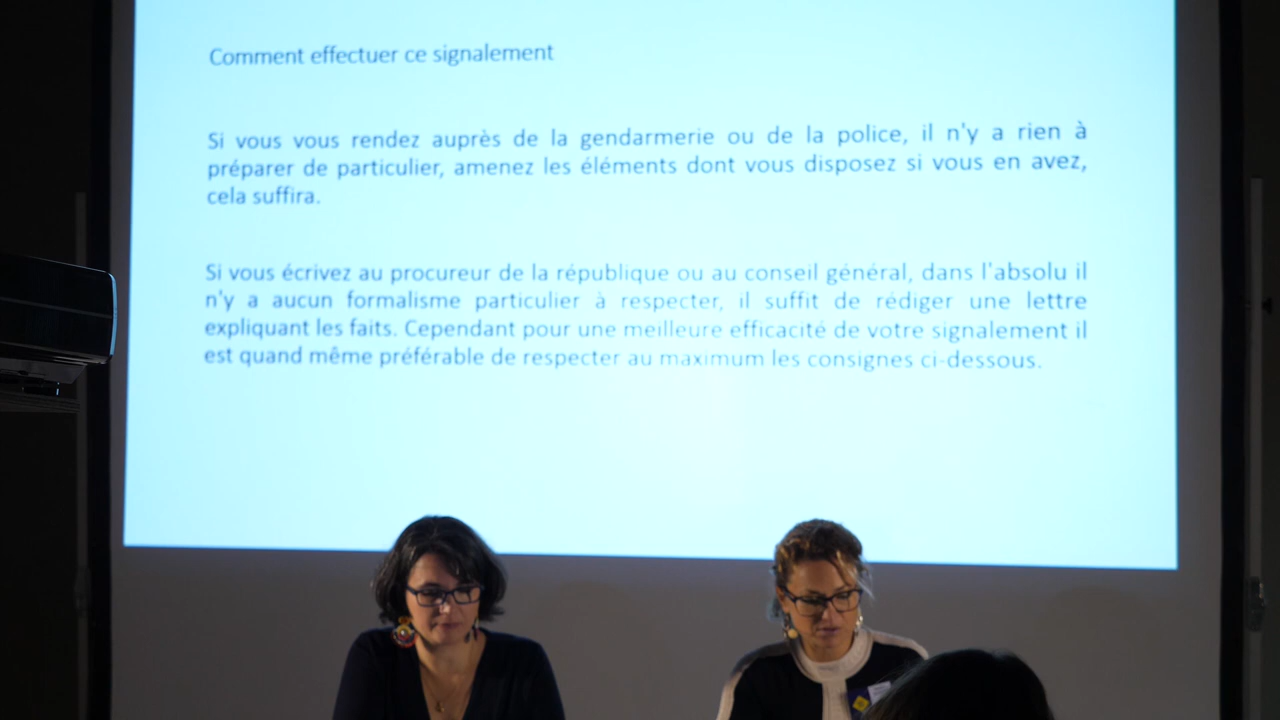 Comment effectuer ce signalement
Si vous vous rendez auprès de la gendarmerie ou de la police, il n'y a rien à
préparer de particulier, amenez les éléments dont vous disposez si vous en avez,
cela suffira.
Si vous écrivez au procureur de la république ou au conseil général, dans l'absolu il
n'y a aucun formalisme particulier à respecter, il suffit de rédiger une lettre
expliquant les faits. Cependant pour une meilleure efficacité de votre signalement il
est quand même préférable de respecter au maximum les consignes ci-dessous.